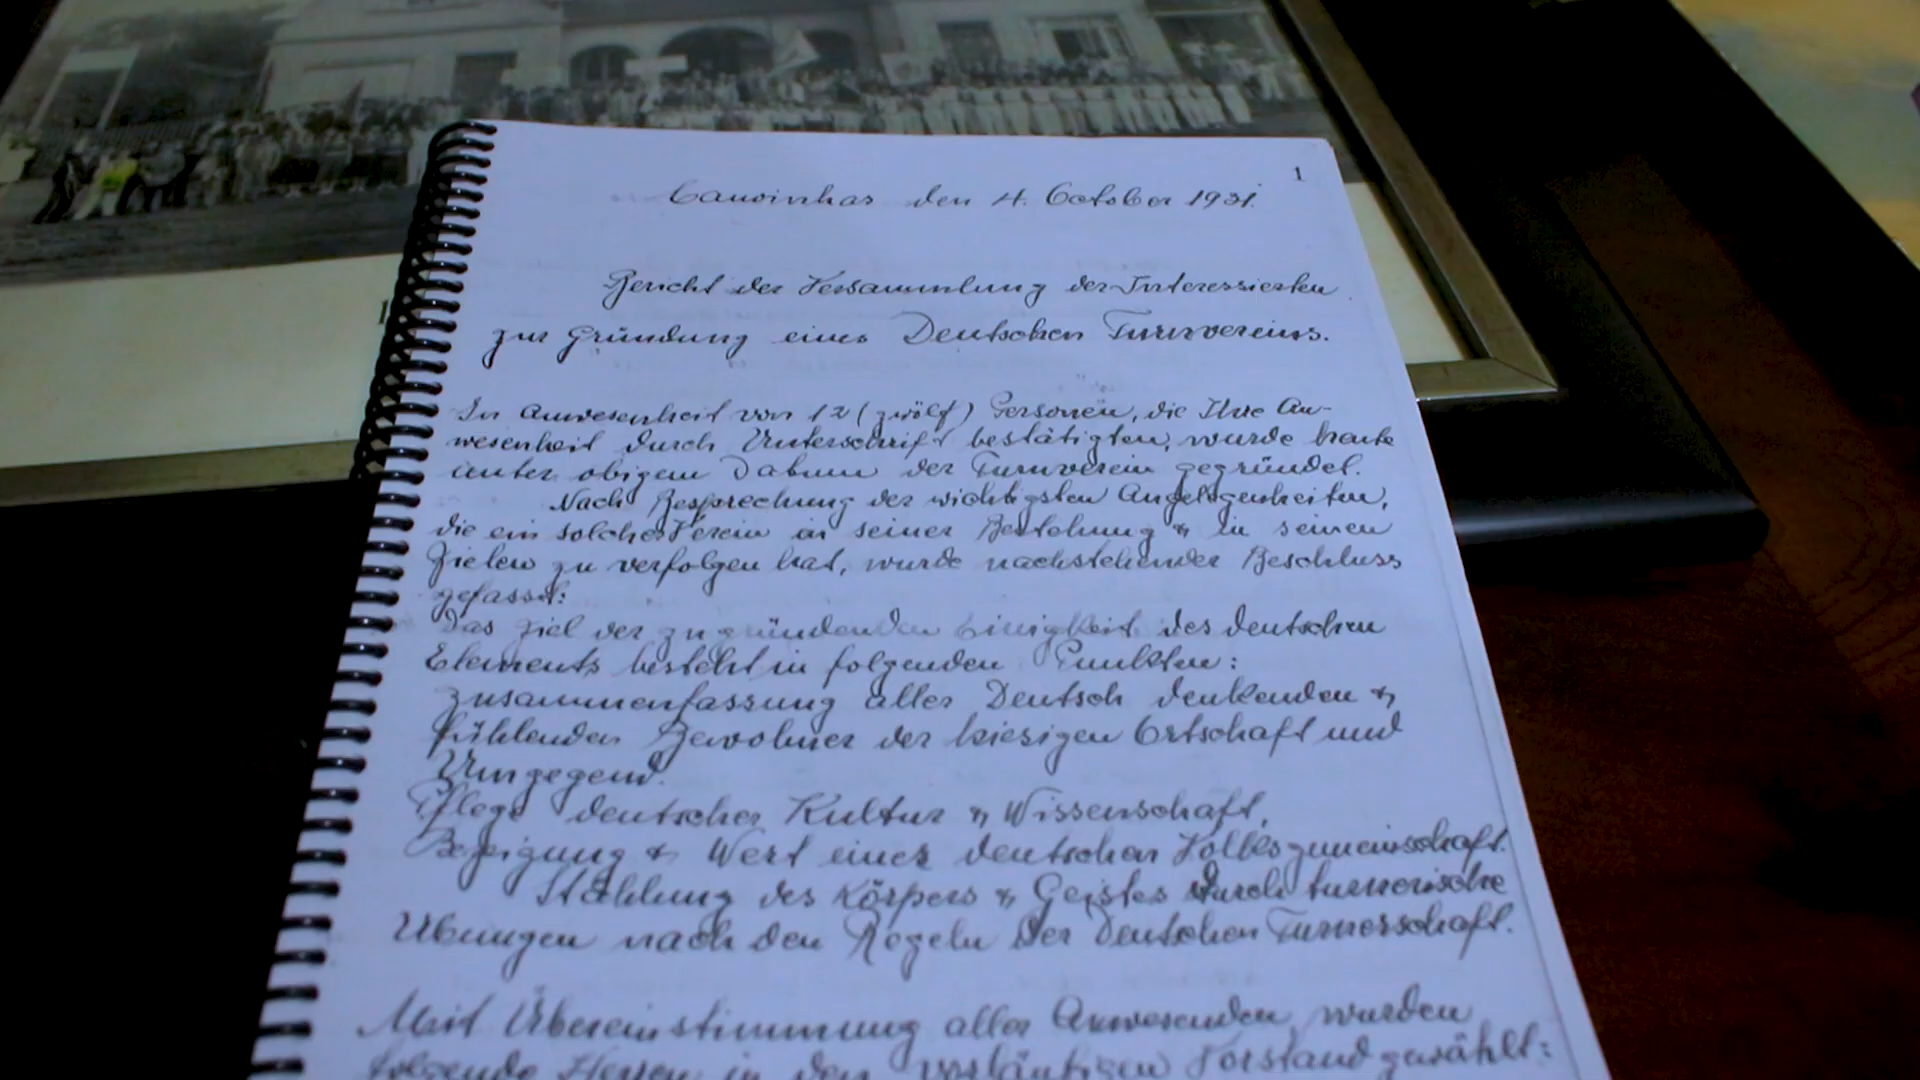 1
Canoinhas den 4. October 1931.
Bericht der Versammlung der Interessierten
zur Gründung eines Deutschen Turnvereins.
In Anwesenheit von 12 (zwölf) Personen, die Ihre An-
wesenheit durch Unterschrift bestätigten, wurde heute
unter obigem Datum der Turnverein gegründet.
Nach Besprechung der wichtigsten Angelegenheiten,
die ein solcher Verein in seiner Bestehung & in seinen
Zielen zu verfolgen hat, wurde nachstehender Beschluss
gefasst:
Das Ziel der zu gründenden Einigkeit des deutschen
Elements besteht in folgenden Punkten:
Zusammenfassung aller Deutsch denkenden &
fühlenden Bewohner der hiesigen Ortschaft und
Umgegend.
Pflege deutscher Kultur & Wissenschaft,
& Wert einer deutschen Volksgemeinschaft.
Stählung des Körpers & Geistes durch turnerische
Übungen nach den Regeln der Deutschen Turnerschaft.
Mit Übereinstimmung aller Anwesenden wurden
folgende Herren in den vorläufigen Vorstand gewählt: